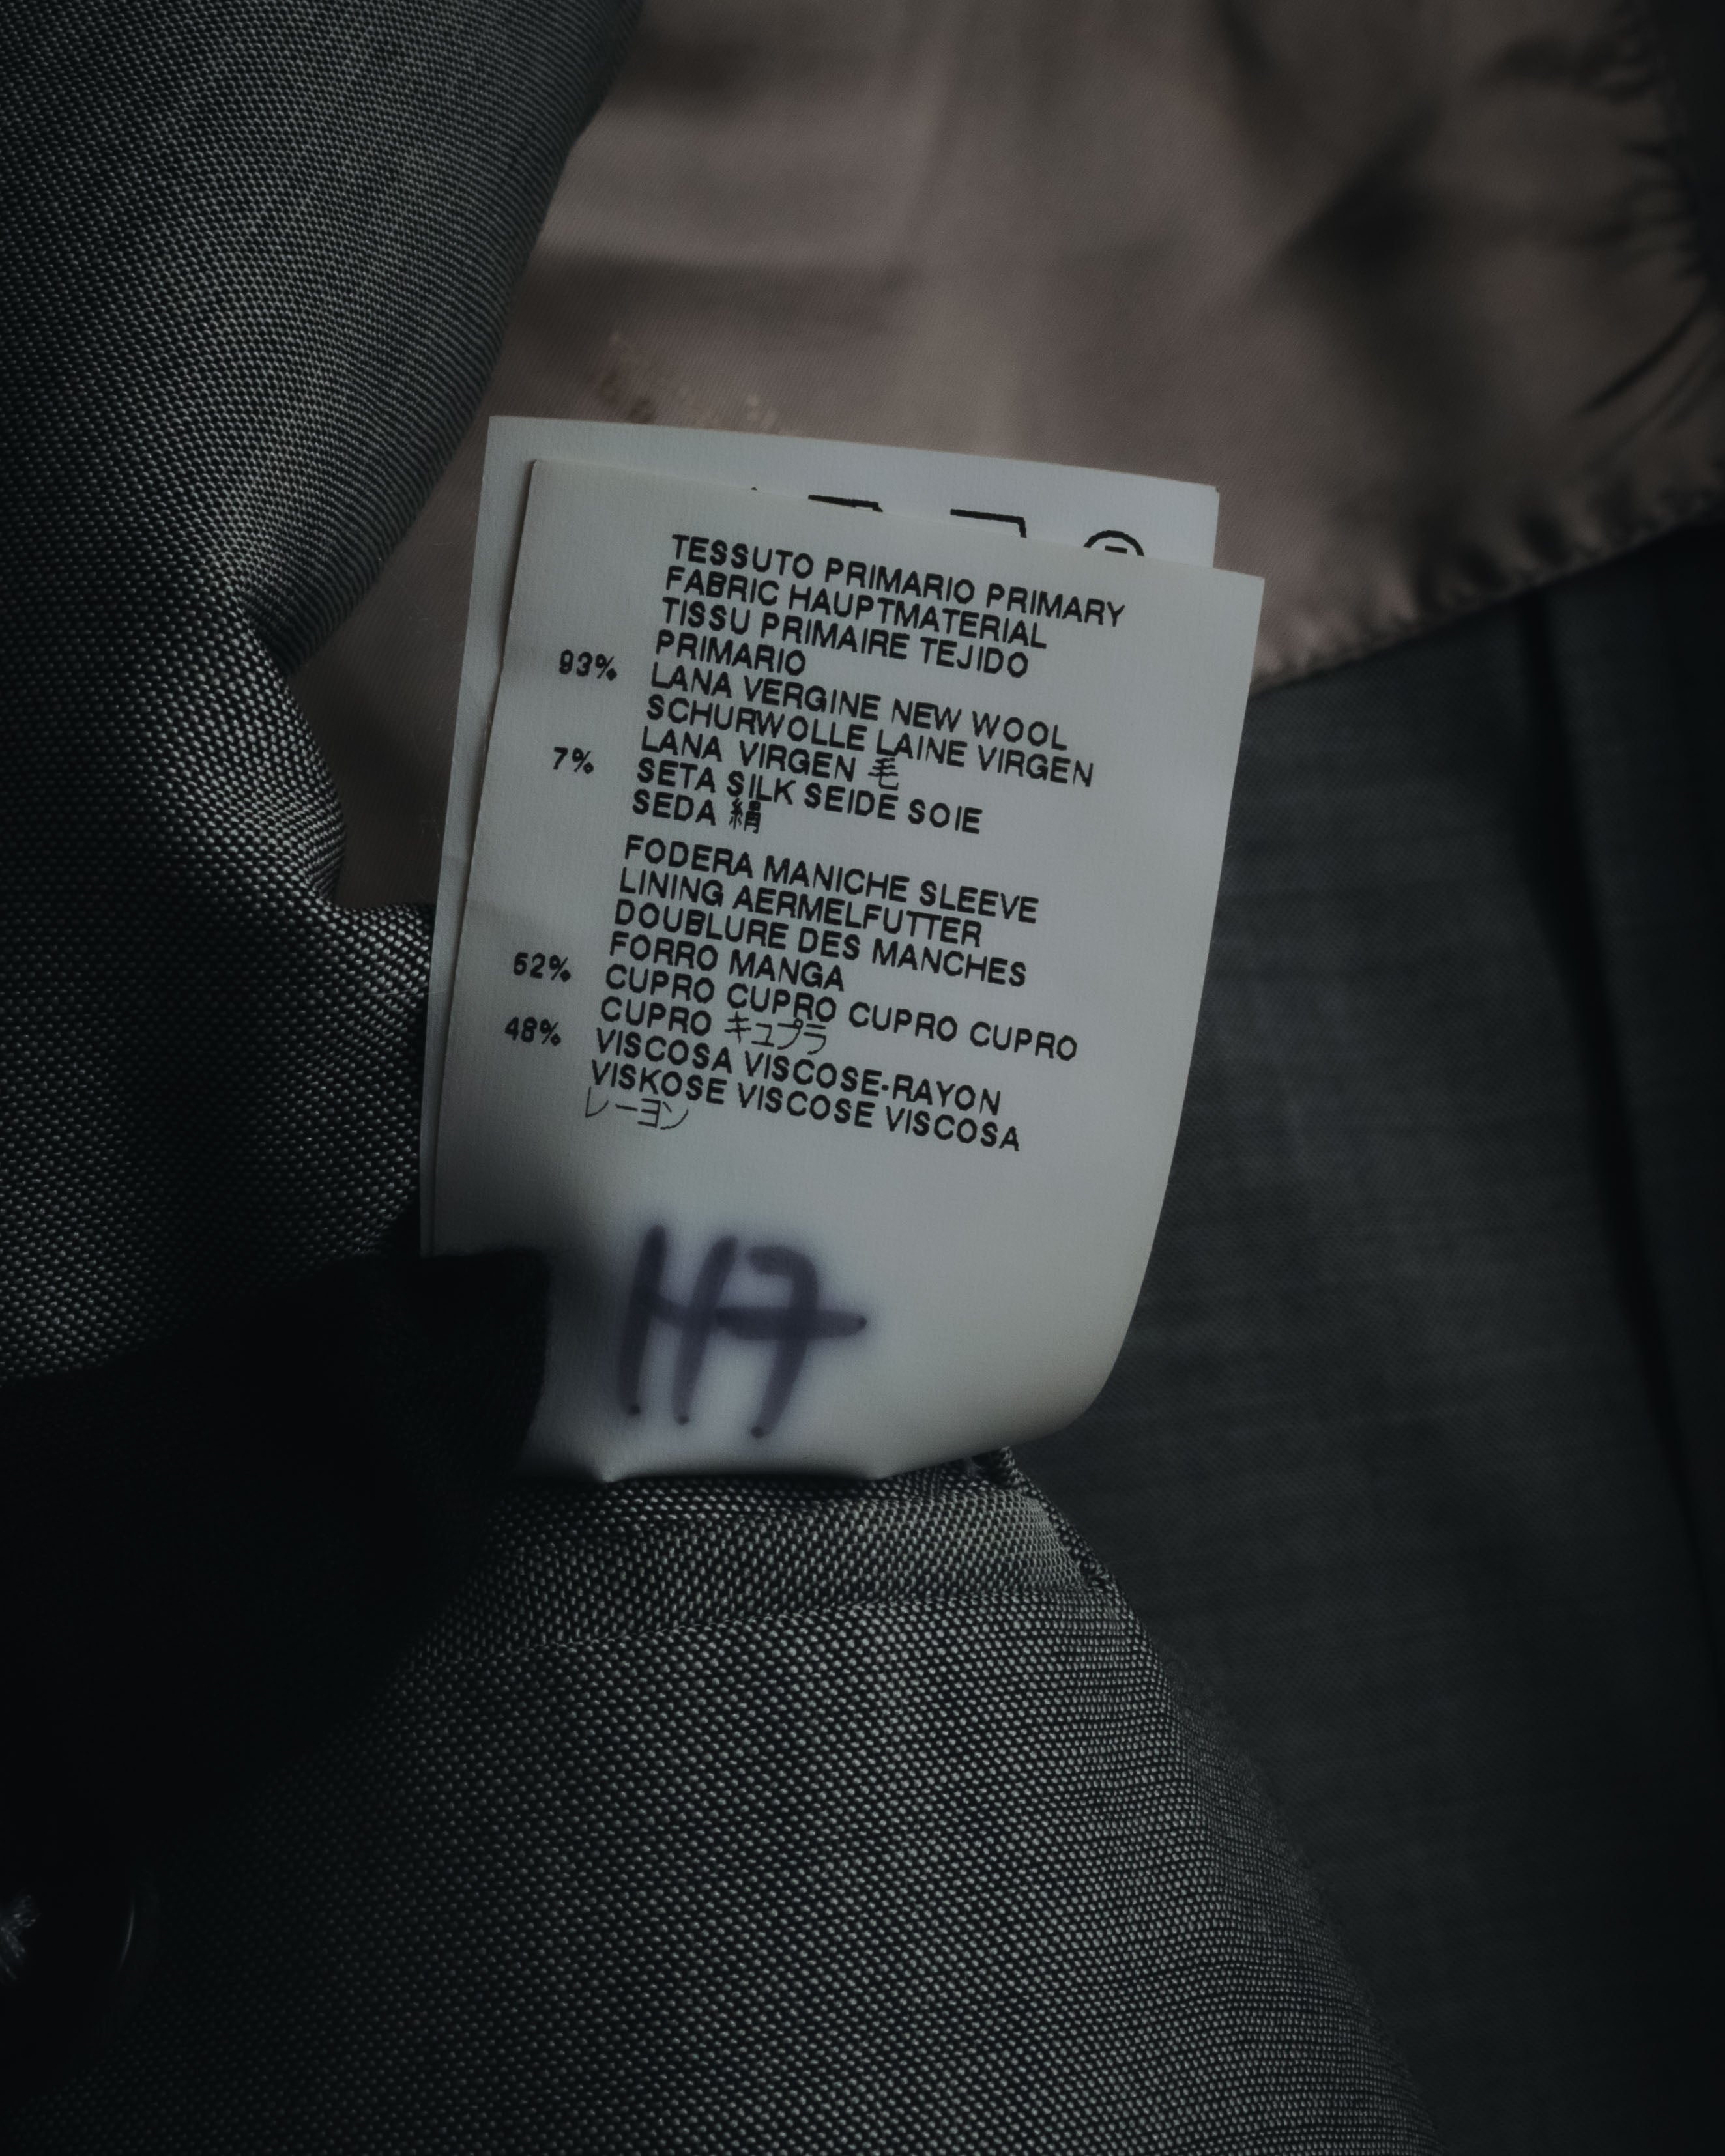 TESSUTO PRIMARIO PRIMARY
FABRIC HAUPTMATERIAL
TISSU PRIMAIRE TEJIDO
PRIMARIO
93% LANA VERGINE NEW WOOL
SCHURWOLLE LAINE VIRGEN
LANA VIRGEN 毛
7% SETA SILK SEIDE SOIE
SEDA 絹
FODERA MANICHE SLEEVE
LINING AERMELFUTTER
DOUBLURE DES MANCHES
FORRO MANGA
52% CUPRO CUPRO CUPRO CUPRO
CUPRO キュプラ
48% VISCOSA VISCOSE-RAYON
VISKOSE VISCOSE VISCOSA
レーヨン
H7